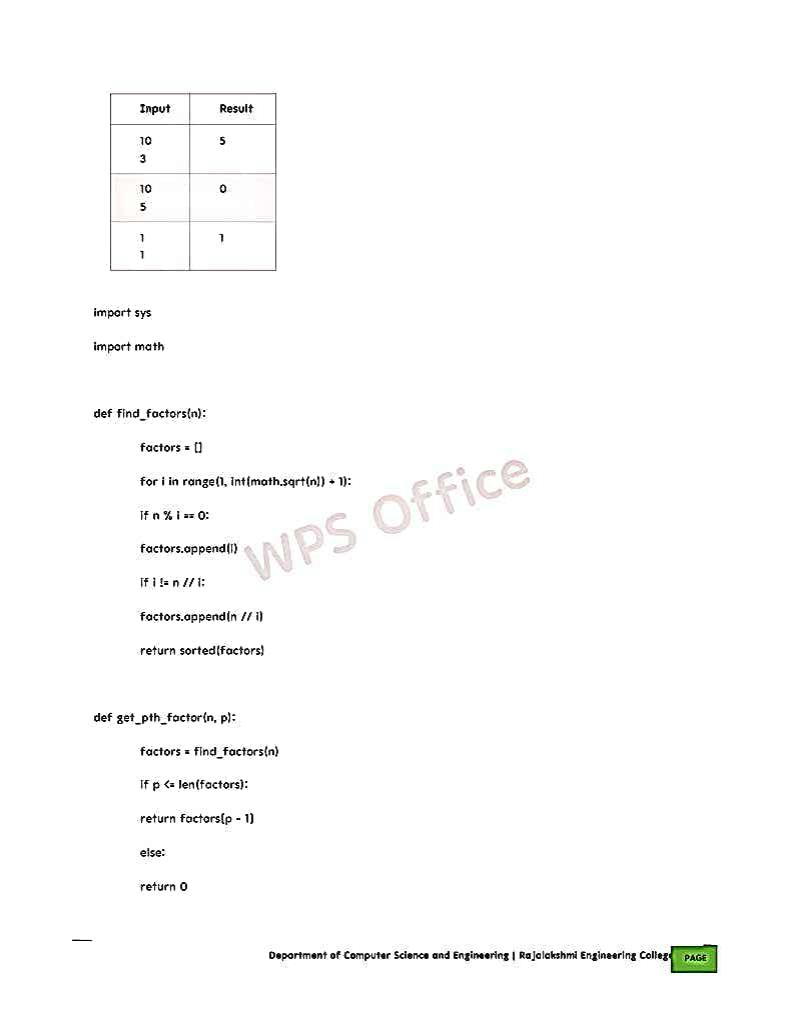 Input Result
10 5
3
10 0
5
1 1
1
import sys
import math
def find_factors(n):
factors = []
for i in range(1, int(math.sqrt(n)) + 1):
if n % i == 0:
factors.append(i)
if i != n // i:
factors.append(n // i)
return sorted(factors)
WPS Office
def get_pth_factor(n, p):
factors = find_factors(n)
if p <= len(factors):
return factors[p - 1]
else:
return 0
Department of Computer Science and Engineering | Rajalakshmi Engineering College
PAGE